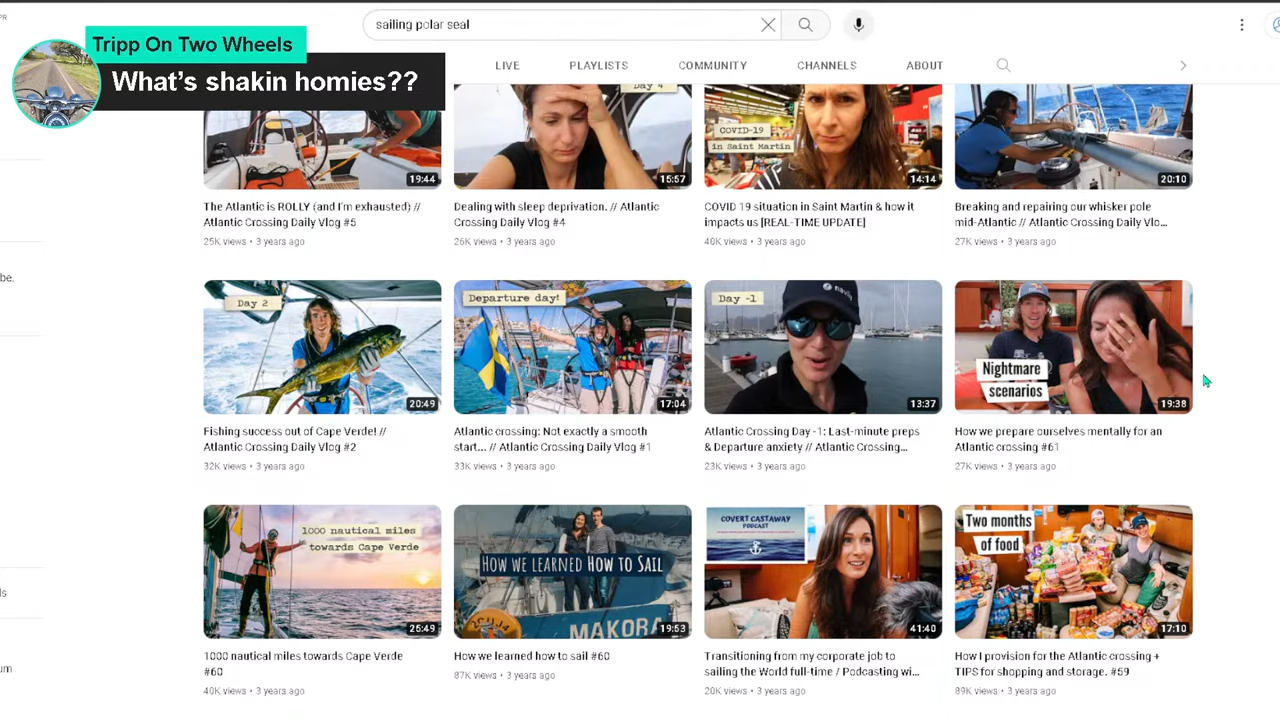 PR
sailing polar seal
Tripp On Two Wheels
What's shakin homies??
LIVE
PLAYLISTS
COMMUNITY
CHANNELS
ABOUT
Day 4
COVID-19
in Saint Martin
19:44
15:57
14:14
20:10
The Atlantic is ROLLY (and I'm exhausted) //
Atlantic Crossing Daily Vlog #5
25K views • 3 years ago
Dealing with sleep deprivation. // Atlantic
Crossing Daily Vlog #4
26K views • 3 years ago
COVID 19 situation in Saint Martin & how it
impacts us [REAL-TIME UPDATE]
40K views • 3 years ago
Breaking and repairing our whisker pole
mid-Atlantic // Atlantic Crossing Daily Vlo...
27K views • 3 years ago
be.
Day 2
20:49
Departure day!
17:04
Day -1
navily
13:37
Nightmare
scenarios
19:38
Fishing success out of Cape Verde! //
Atlantic Crossing Daily Vlog #2
32K views • 3 years ago
Atlantic crossing: Not exactly a smooth
start... // Atlantic Crossing Daily Vlog #1
33K views • 3 years ago
Atlantic Crossing Day -1: Last-minute preps
& Departure anxiety // Atlantic Crossing...
23K views • 3 years ago
How we prepare ourselves mentally for an
Atlantic crossing #61
27K views • 3 years ago
1000 nautical miles
towards Cape Verde
25:49
HOW WE LEARNED HOW TO SAIL
MAKORA
19:53
COVERT CASTAWAY
PODCAST
41:40
Two months
of food
17:10
ls
um
1000 nautical miles towards Cape Verde
#60
40K views • 3 years ago
How we learned how to sail #60
87K views • 3 years ago
Transitioning from my corporate job to
sailing the World full-time / Podcasting wi...
20K views • 3 years ago
How I provision for the Atlantic crossing +
TIPS for shopping and storage. #59
89K views • 3 years ago